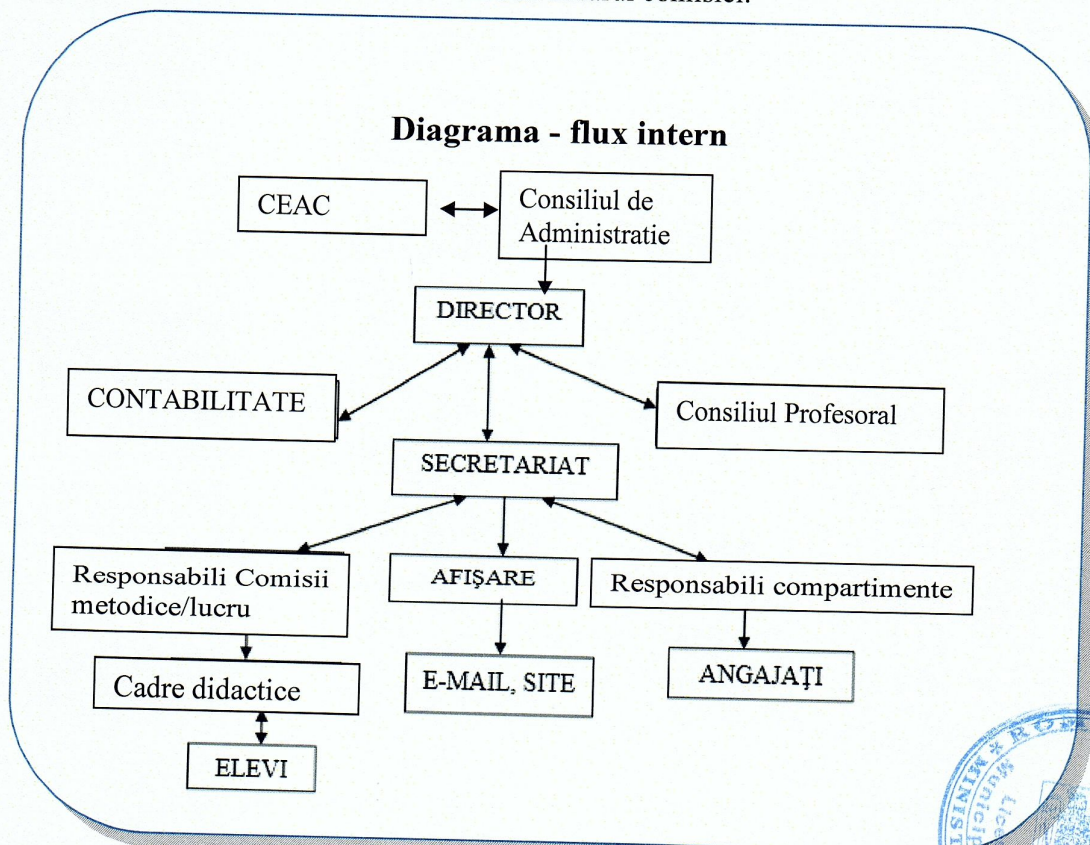 comisiei.
Diagrama - flux intern
CEAC
Consiliul de
Administratie
DIRECTOR
CONTABILITATE
Consiliul Profesoral
SECRETARIAT
Responsabili Comisii
metodice/lucru
AFIŞARE
Responsabili compartimente
Cadre didactice
E-MAIL, SITE
ANGAJAŢI
ELEVI